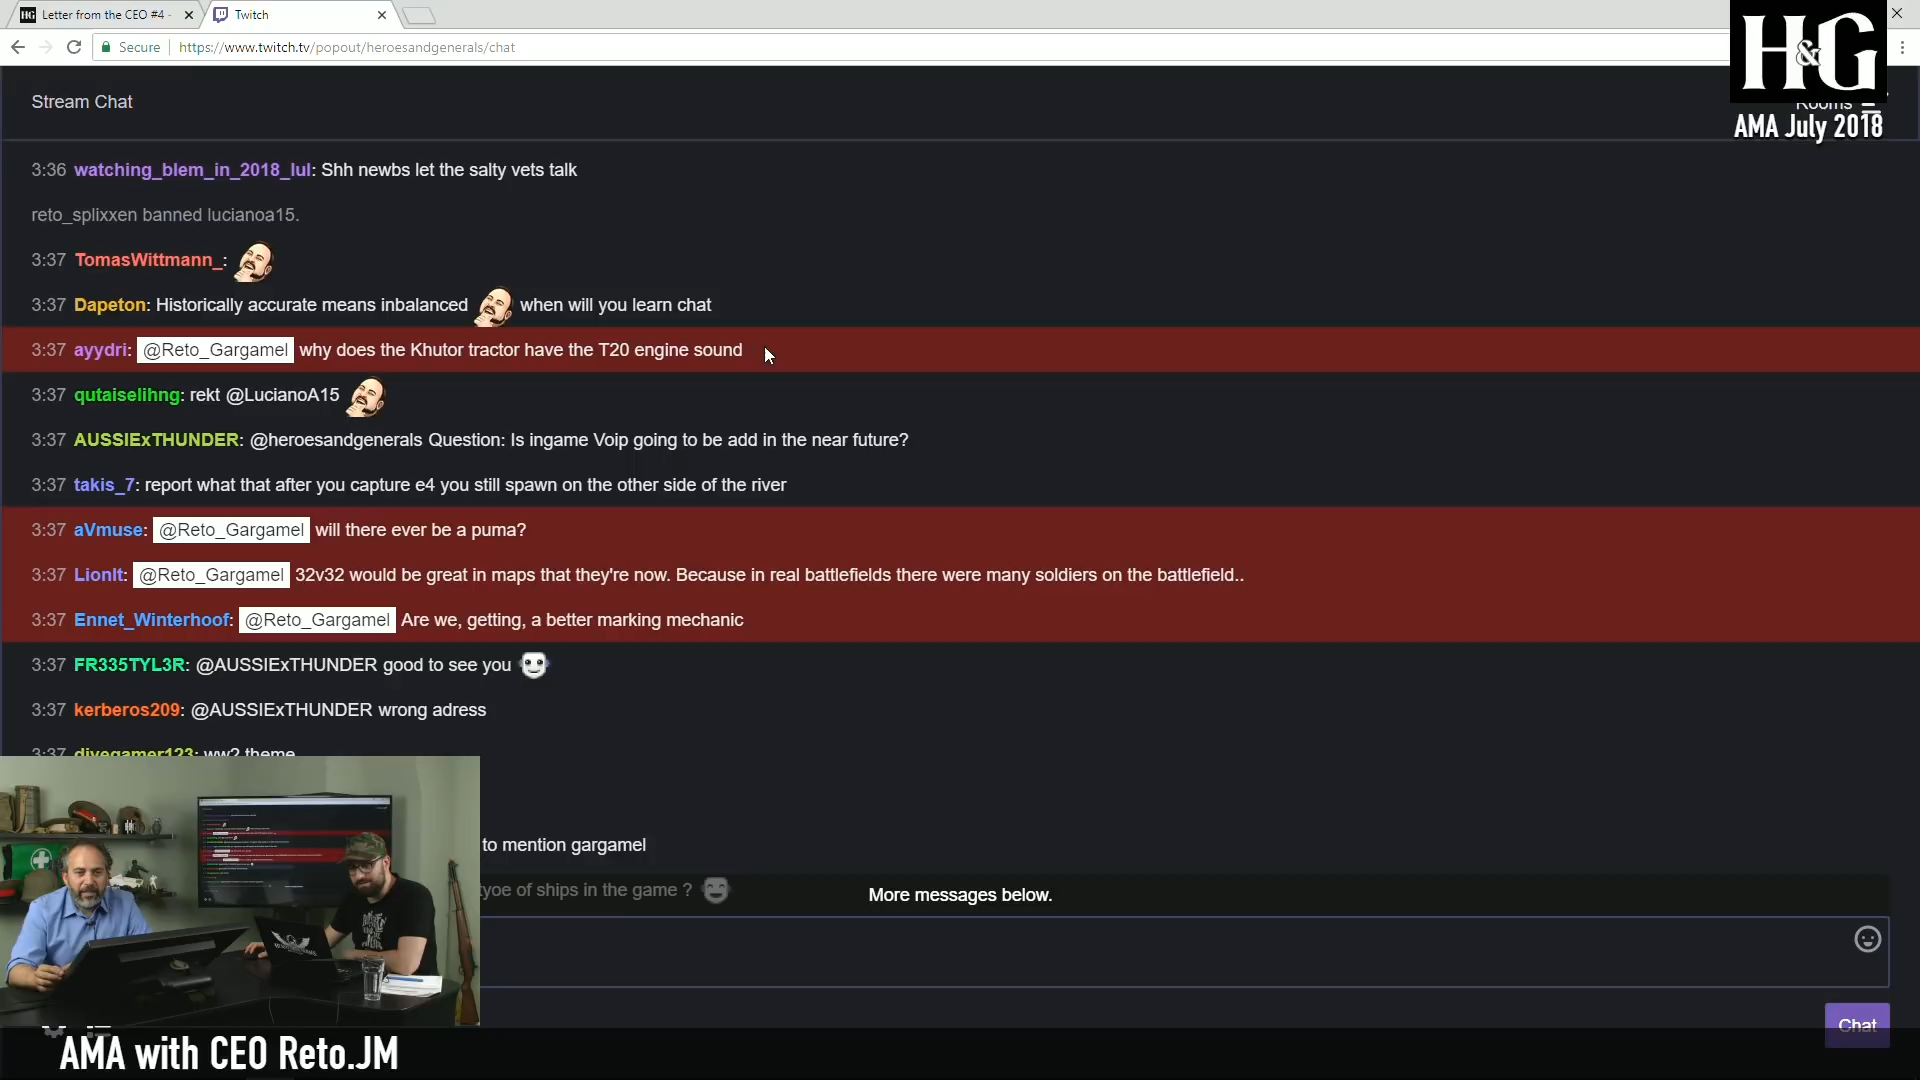 Letter from the CEO #4 -
Twitch
Secure https://www.twitch.tv/popout/heroesandgenerals/chat
H&G
Stream Chat
Rooms
AMA July 2018
3:36 watching_blem_in_2018_lul: Shh newbs let the salty vets talk
reto_splixxen banned lucianoa15.
3:37 TomasWittmann_:
3:37 Dapeton: Historically accurate means inbalanced when will you learn chat
3:37 ayydri: @Reto_Gargamel why does the Khutor tractor have the T20 engine sound
3:37 qutaiselihng: rekt @LucianoA15
3:37 AUSSIExTHUNDER: @heroesandgenerals Question: Is ingame Voip going to be add in the near future?
3:37 takis_7: report what that after you capture e4 you still spawn on the other side of the river
3:37 aVmuse: @Reto_Gargamel will there ever be a puma?
3:37 LionIt: @Reto_Gargamel 32v32 would be great in maps that they're now. Because in real battlefields there were many soldiers on the battlefield..
3:37 Ennet_Winterhoof: @Reto_Gargamel Are we, getting, a better marking mechanic
3:37 FR335TYL3R: @AUSSIExTHUNDER good to see you
3:37 kerberos209: @AUSSIExTHUNDER wrong adress
3:37 divegamer123: ww2 theme
to mention gargamel
tyoe of ships in the game ?
More messages below.
Chat
AMA with CEO Reto.JM